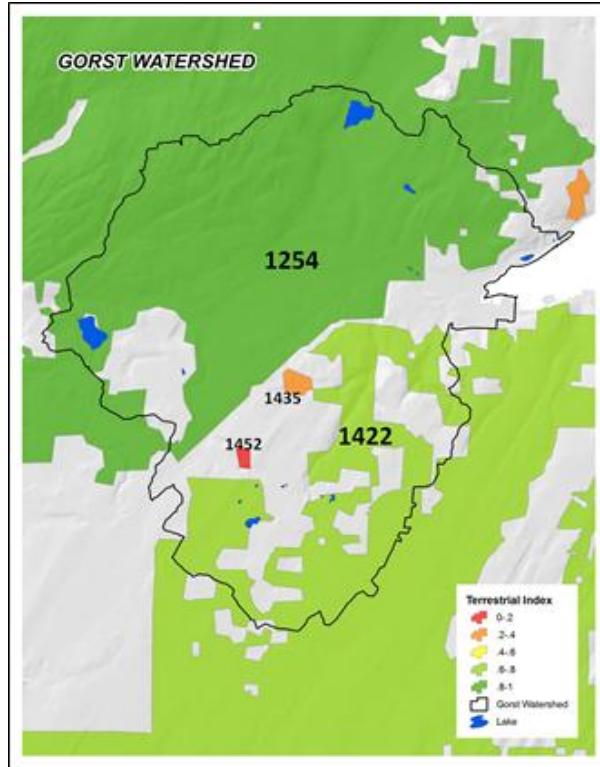 GORST WATERSHED
1254
1435
1422
1452
Terrestrial Index
0-.2
.2-.4
.4-.6
.6-.8
.8-1
Gorst Watershed
Lake